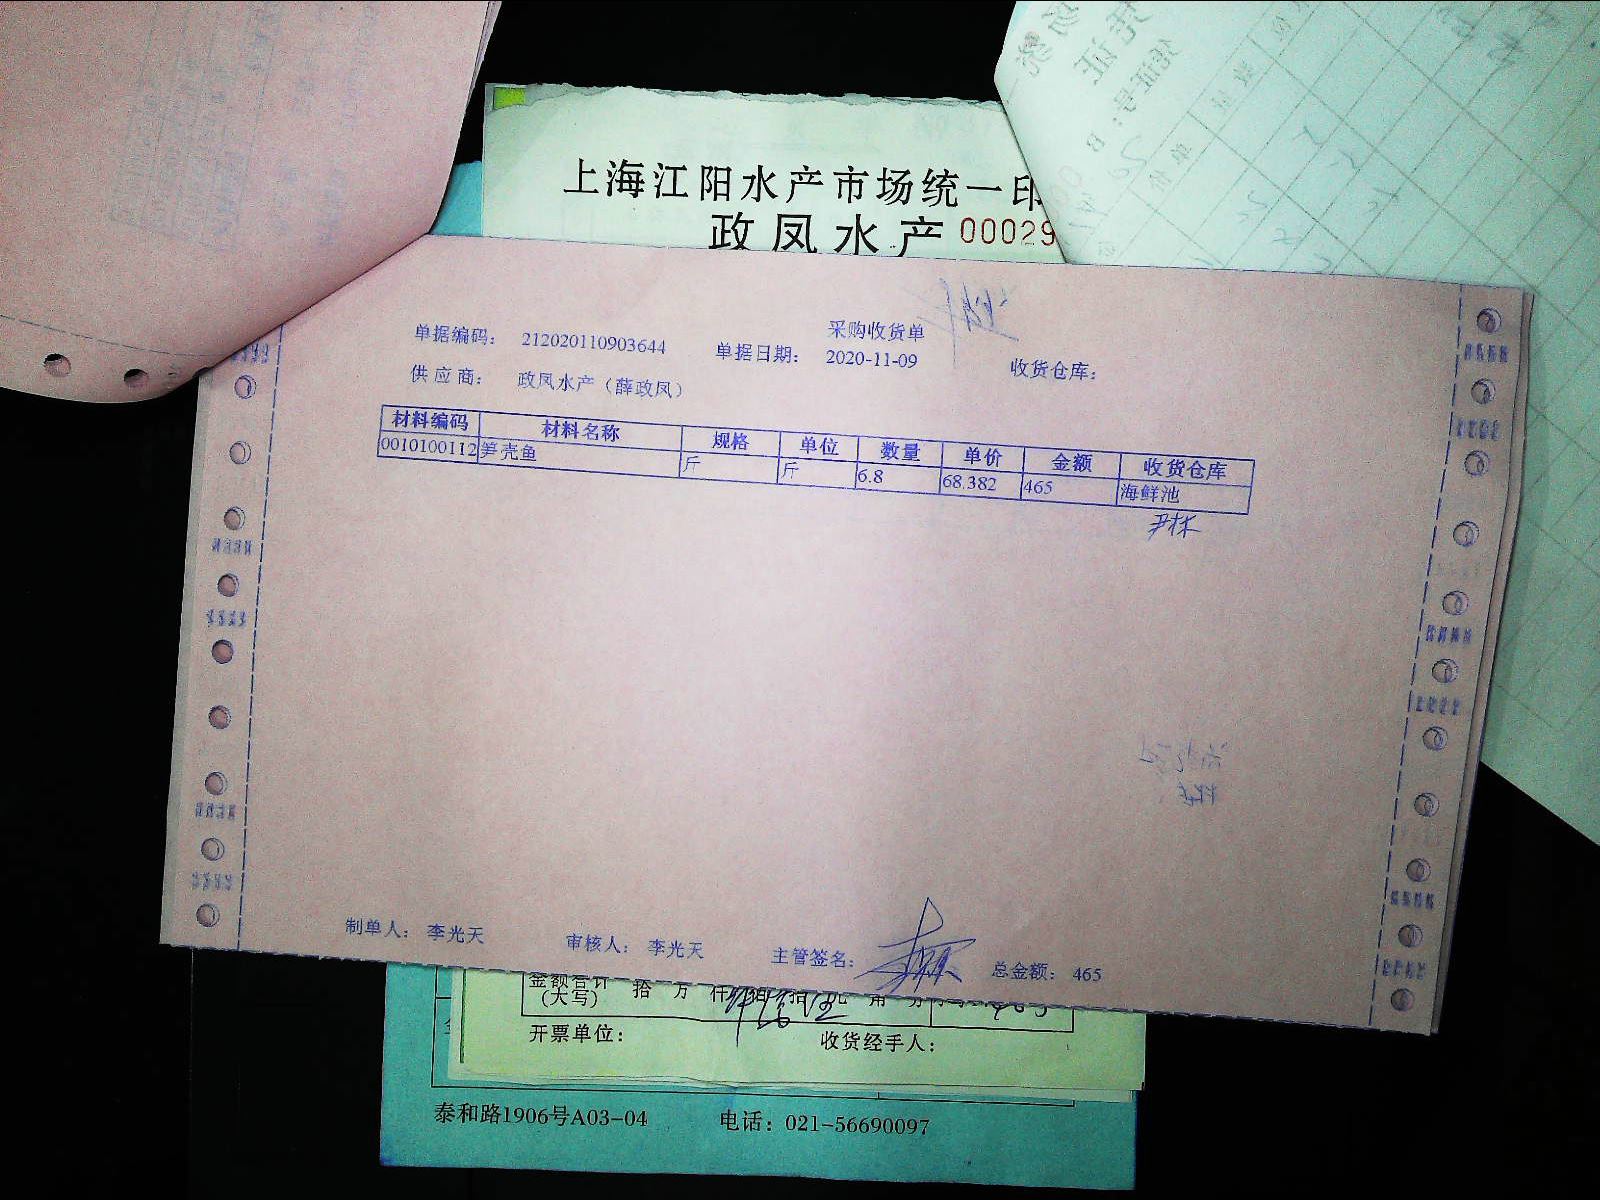 上海江阳水产市场统一印
政凤水产 00029
采购收货单
单据编码： 212020110903644 单据日期： 2020-11-09 收货仓库：
供应商： 政凤水产（薛政凤）
材料编码 材料名称 规格 单位 数量 单价 金额 收货仓库
0010100112 笋壳鱼 斤 斤 6.8 68.382 465 海鲜池
制单人： 李光天 审核人： 李光天 主管签名： 总金额： 465
金额合计
（大写） 拾 万 仟 佰 拾 元 角 分
开票单位： 收货经手人：
泰和路1906号A03-04 电话：021-56690097